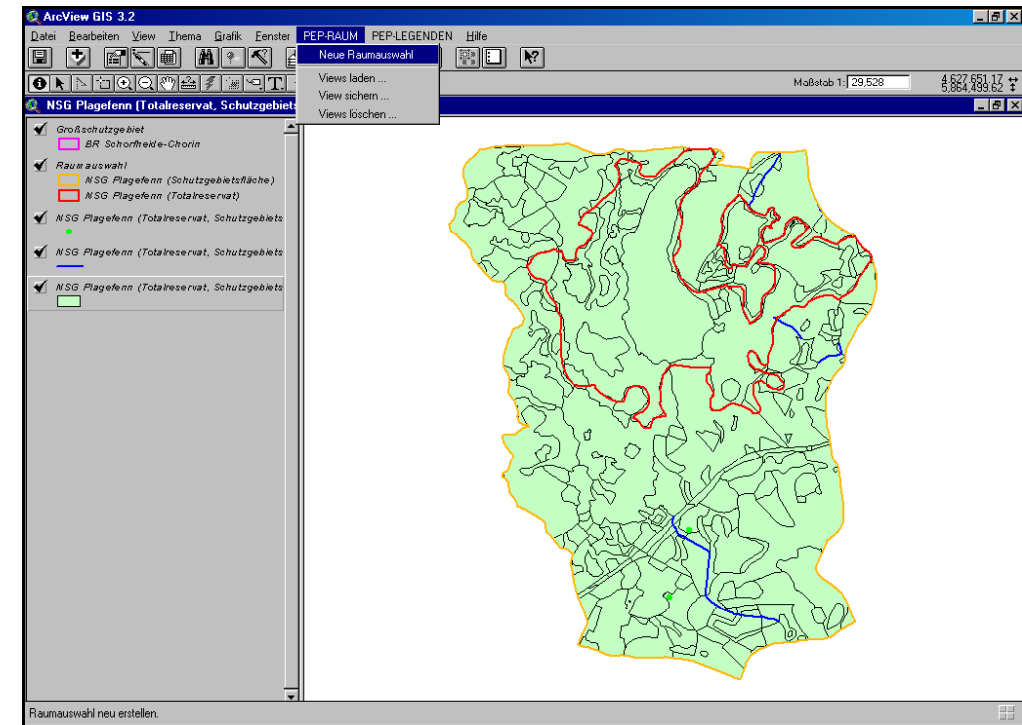 ArcView GIS 3.2
Datei Bearbeiten View Thema Grafik Fenster PEP-RAUM PEP-LEGENDEN Hilfe
Neue Raumauswahl
Views laden ...
View sichern ...
Views löschen ...
T
Maßstab 1: 29,528
4,627,651.17
5,864,499.62
NSG Plagefenn (Totalreservat, Schutzgebiets
Großschutzgebiet
BR Schorfheide-Chorin
Raumauswahl
NSG Plagefenn (Schutzgebietsfläche)
NSG Plagefenn (Totalreservat)
NSG Plagefenn (Totalreservat, Schutzgebiets
NSG Plagefenn (Totalreservat, Schutzgebiets
NSG Plagefenn (Totalreservat, Schutzgebiets
Raumauswahl neu erstellen.